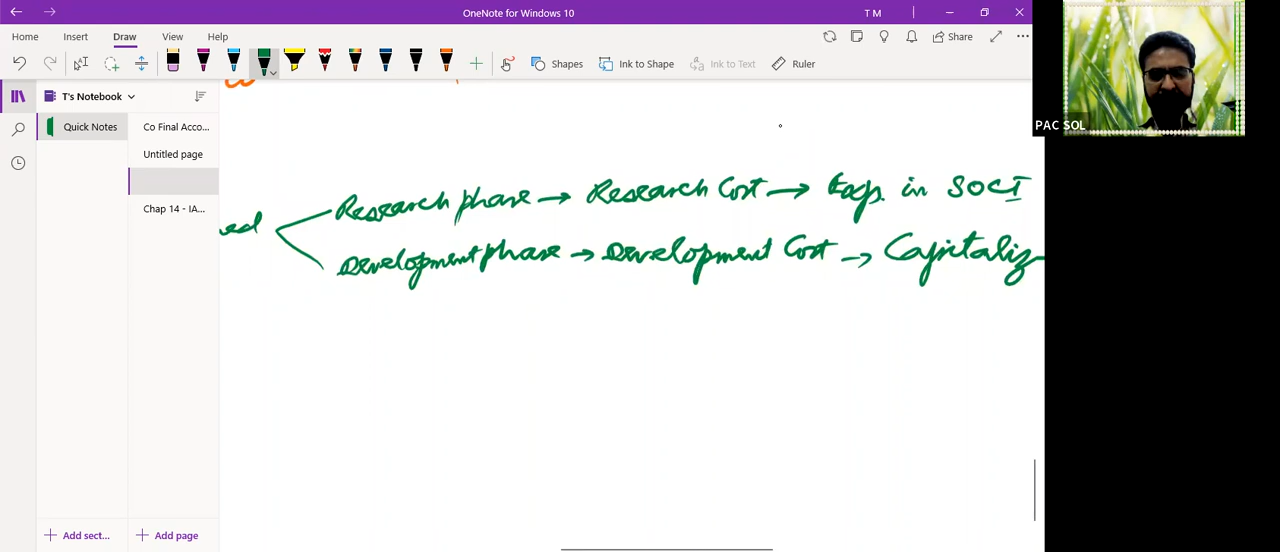 OneNote for Windows 10
T M
Home Insert Draw View Help
Share
Shapes
Ink to Shape
Ink to Text
Ruler
T's Notebook
Quick Notes
Co Final Acco...
Untitled page
Chap 14 - IA...
PAC SOL
Research phase → Research Cost → Exp. in SOCI
Development phase → Development Cost → Capitaliz
Add sect...
Add page